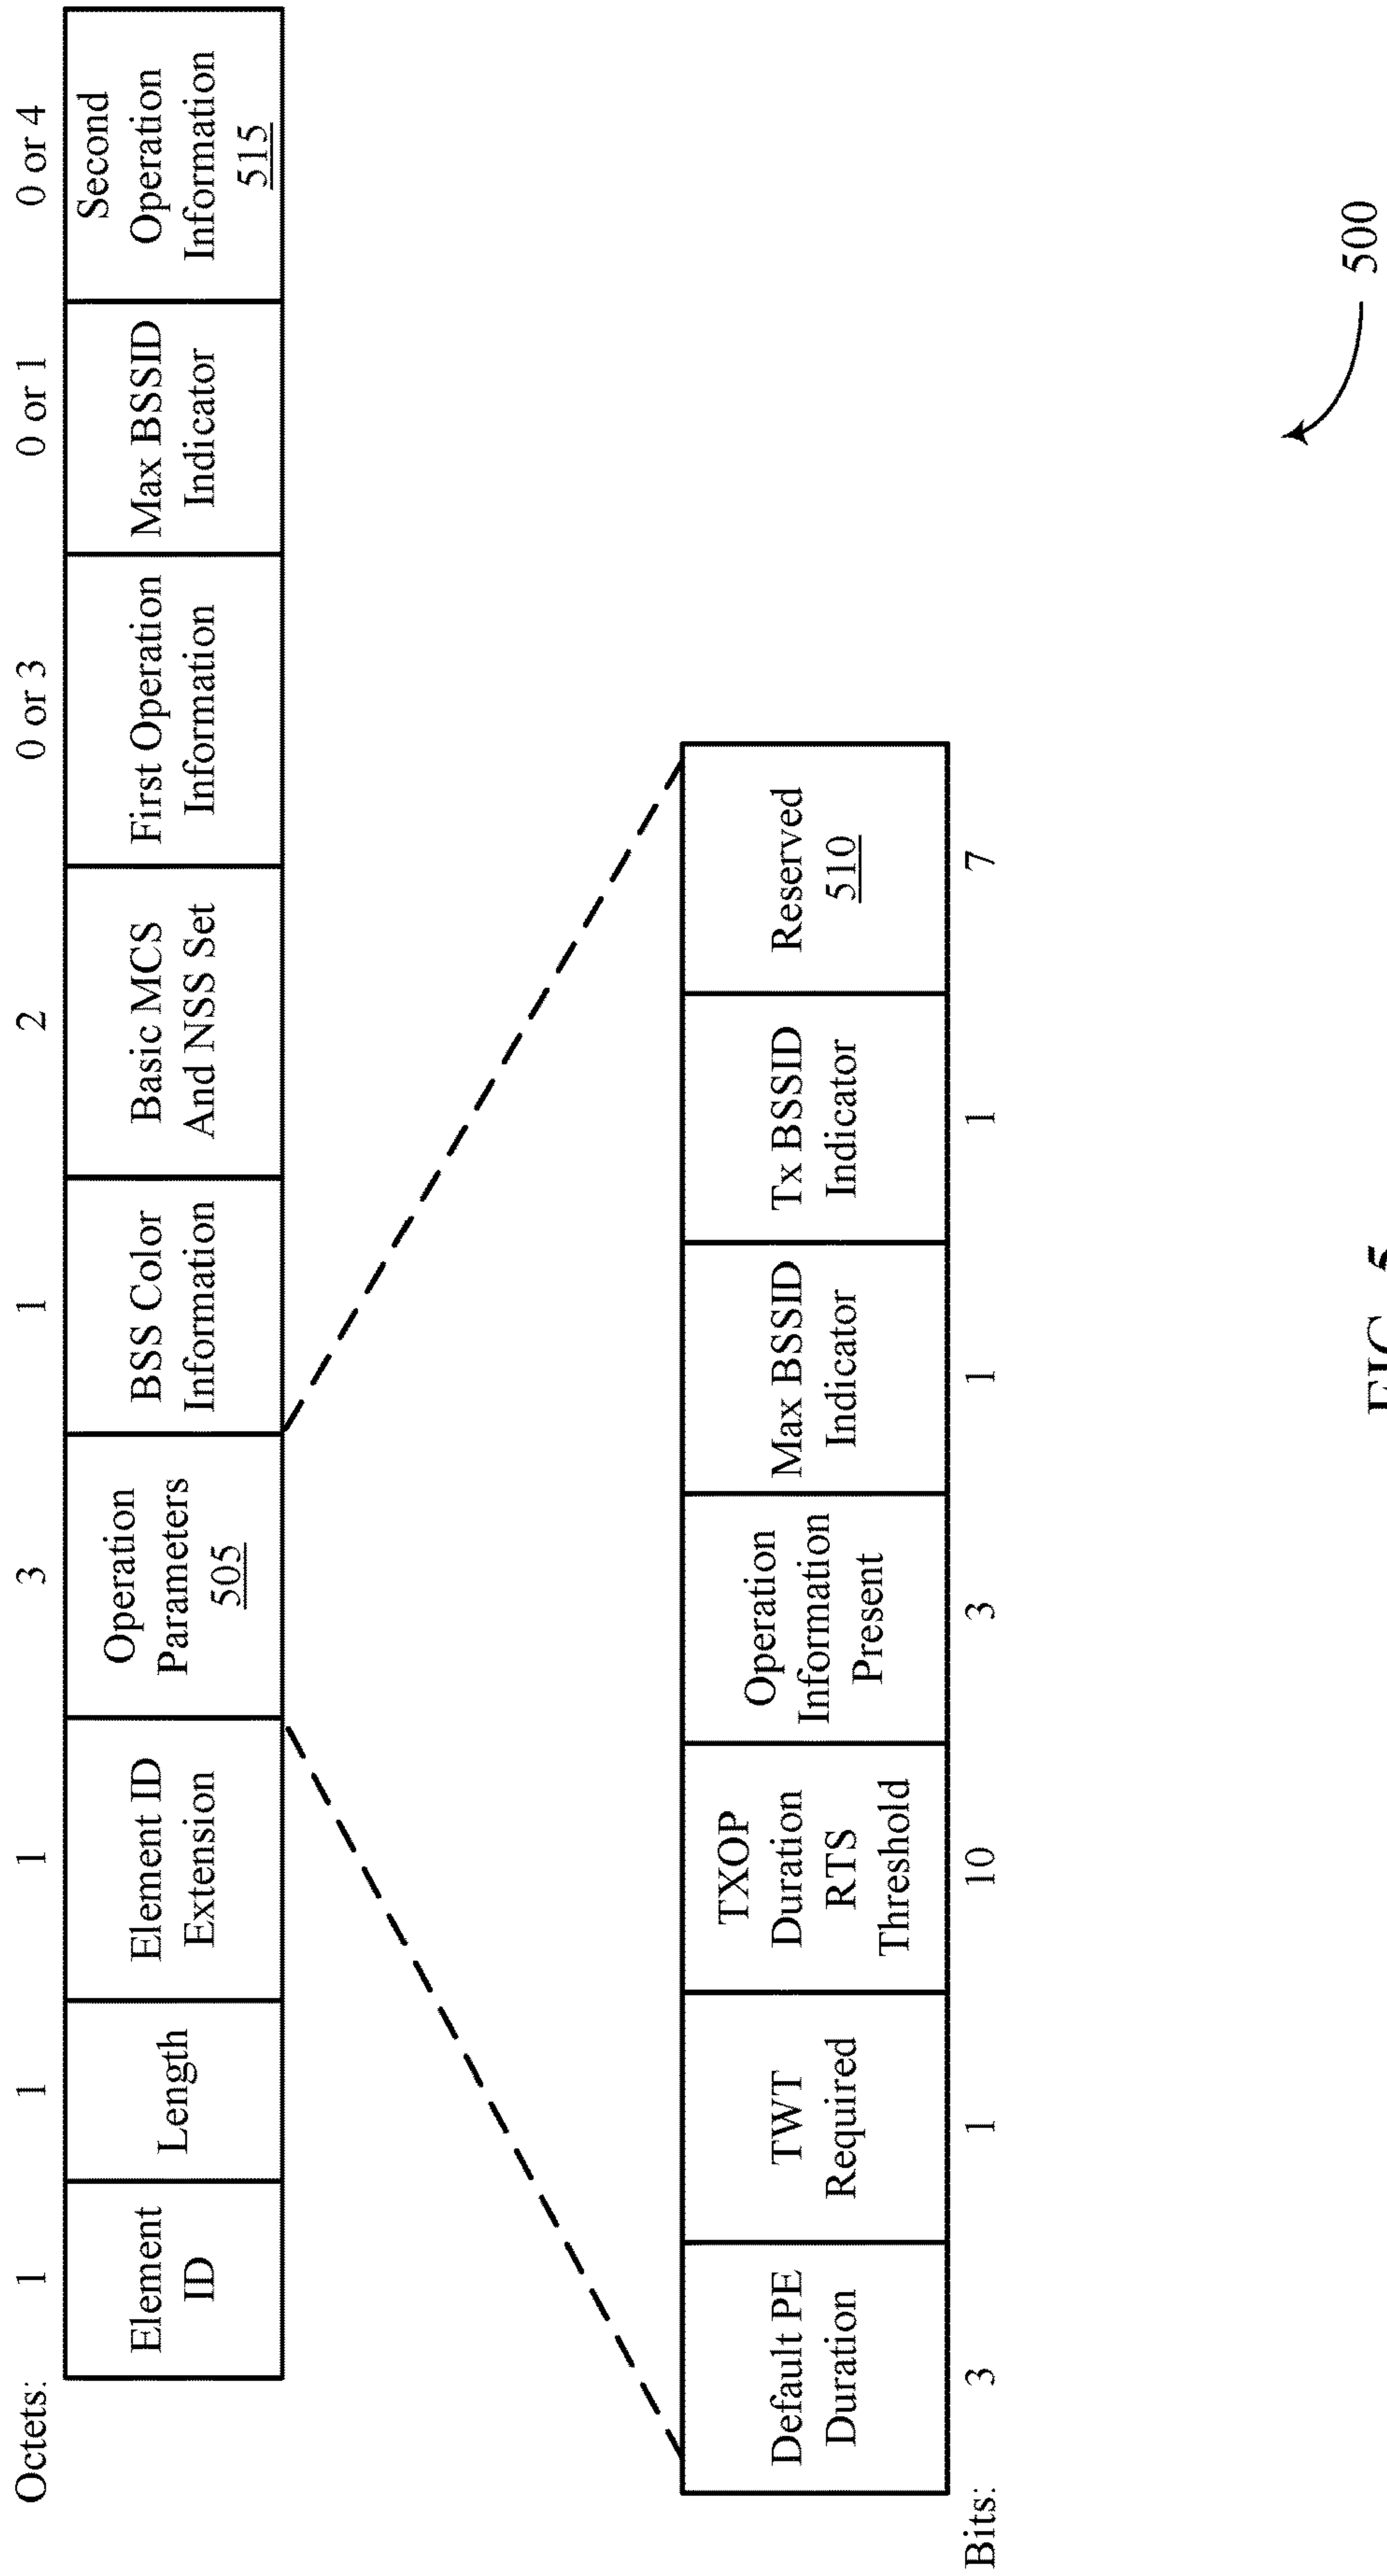 Octets:
1
1
1
3
1
2
0 or 3
0 or 1
0 or 4
Element
ID
Length
Element ID
Extension
Operation
Parameters
505
BSS Color
Information
Basic MCS
And NSS Set
First Operation
Information
Max BSSID
Indicator
Second
Operation
Information
515
Default PE
Duration
TWT
Required
TXOP
Duration
RTS
Threshold
Operation
Information
Present
Max BSSID
Indicator
Tx BSSID
Indicator
Reserved
510
Bits:
3
1
10
3
1
1
7
500
FIG. 5